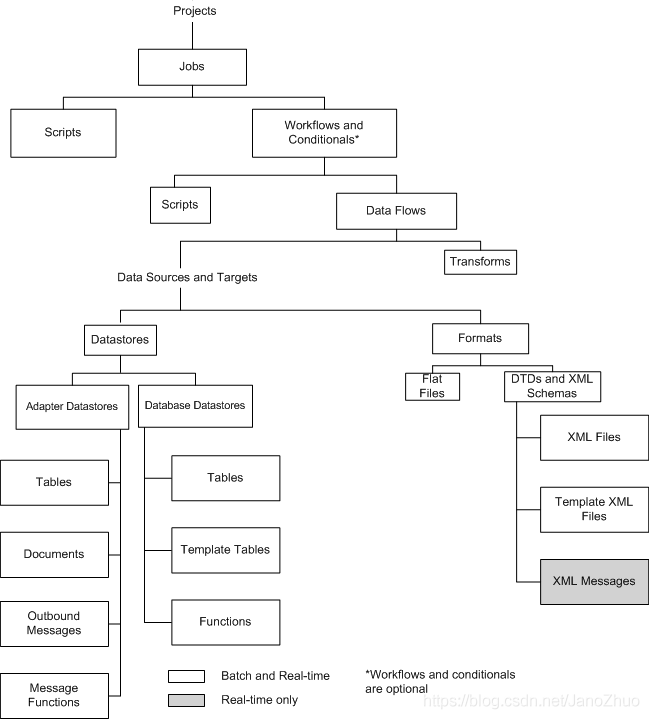 Projects
Jobs
Scripts
Workflows and
Conditionals*
Scripts
Data Flows
Transforms
Data Sources and Targets
Datastores
Formats
Flat
Files
DTDs and XML
Schemas
Adapter Datastores
Database Datastores
XML Files
Tables
Tables
Template XML
Files
Documents
Template Tables
XML Messages
Outbound
Messages
Functions
Message
Functions
Batch and Real-time
Real-time only
*Workflows and conditionals
are optional
https://blog.csdn.net/JanoZhuo